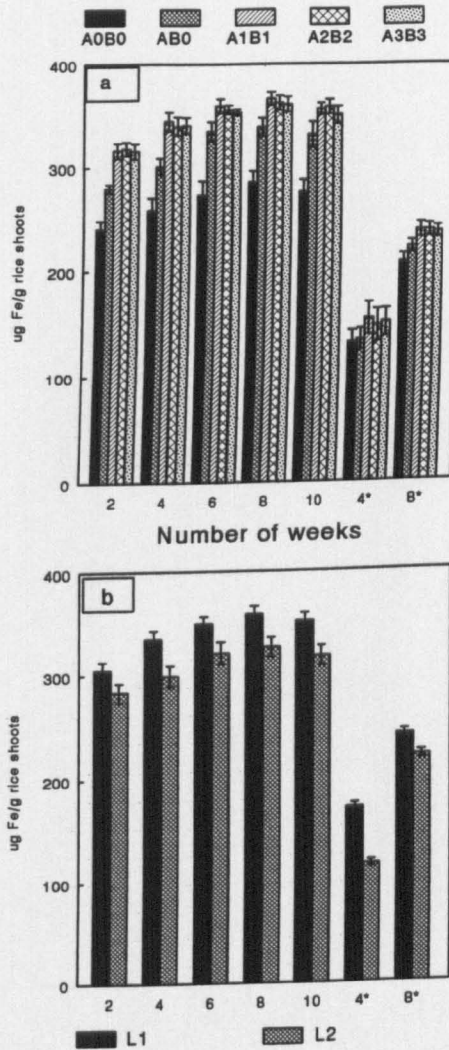 A0B0 AB0 A1B1 A2B2 A3B3
a
400
300
200
100
0
ug Fe/g rice shoots
2 4 6 8 10 4* 8*
Number of weeks
b
400
300
200
100
0
ug Fe/g rice shoots
2 4 6 8 10 4* 8*
L1 L2